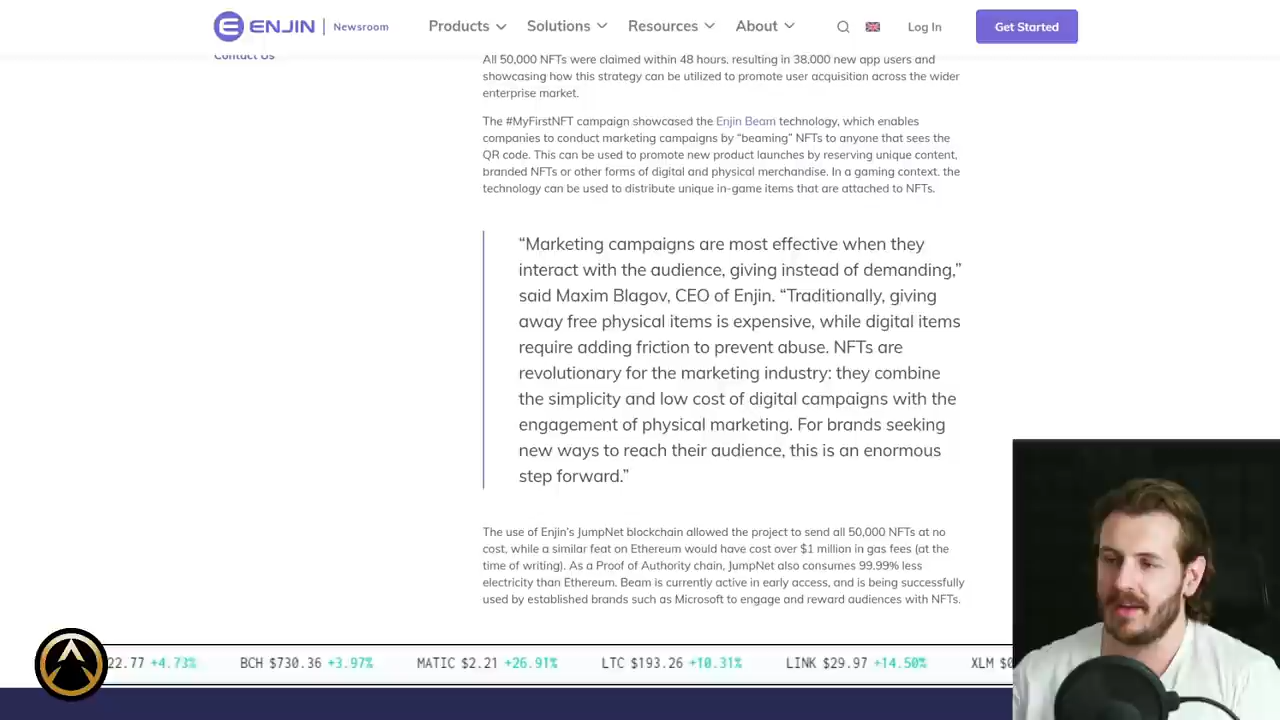 ENJIN | Newsroom Products Solutions Resources About Log In Get Started
Contact Us
All 50,000 NFTs were claimed within 48 hours, resulting in 38,000 new app users and
showcasing how this strategy can be utilized to promote user acquisition across the wider
enterprise market.
The #MyFirstNFT campaign showcased the Enjin Beam technology, which enables
companies to conduct marketing campaigns by “beaming” NFTs to anyone that sees the
QR code. This can be used to promote new product launches by reserving unique content,
branded NFTs or other forms of digital and physical merchandise. In a gaming context, the
technology can be used to distribute unique in-game items that are attached to NFTs.
“Marketing campaigns are most effective when they
interact with the audience, giving instead of demanding,”
said Maxim Blagov, CEO of Enjin. “Traditionally, giving
away free physical items is expensive, while digital items
require adding friction to prevent abuse. NFTs are
revolutionary for the marketing industry: they combine
the simplicity and low cost of digital campaigns with the
engagement of physical marketing. For brands seeking
new ways to reach their audience, this is an enormous
step forward.”
The use of Enjin’s JumpNet blockchain allowed the project to send all 50,000 NFTs at no
cost, while a similar feat on Ethereum would have cost over $1 million in gas fees (at the
time of writing). As a Proof of Authority chain, JumpNet also consumes 99.99% less
electricity than Ethereum. Beam is currently active in early access, and is being successfully
used by established brands such as Microsoft to engage and reward audiences with NFTs.
22.77 +4.73% BCH $730.36 +3.97% MATIC $2.21 +26.91% LTC $193.26 +10.31% LINK $29.97 +14.50% XLM $0